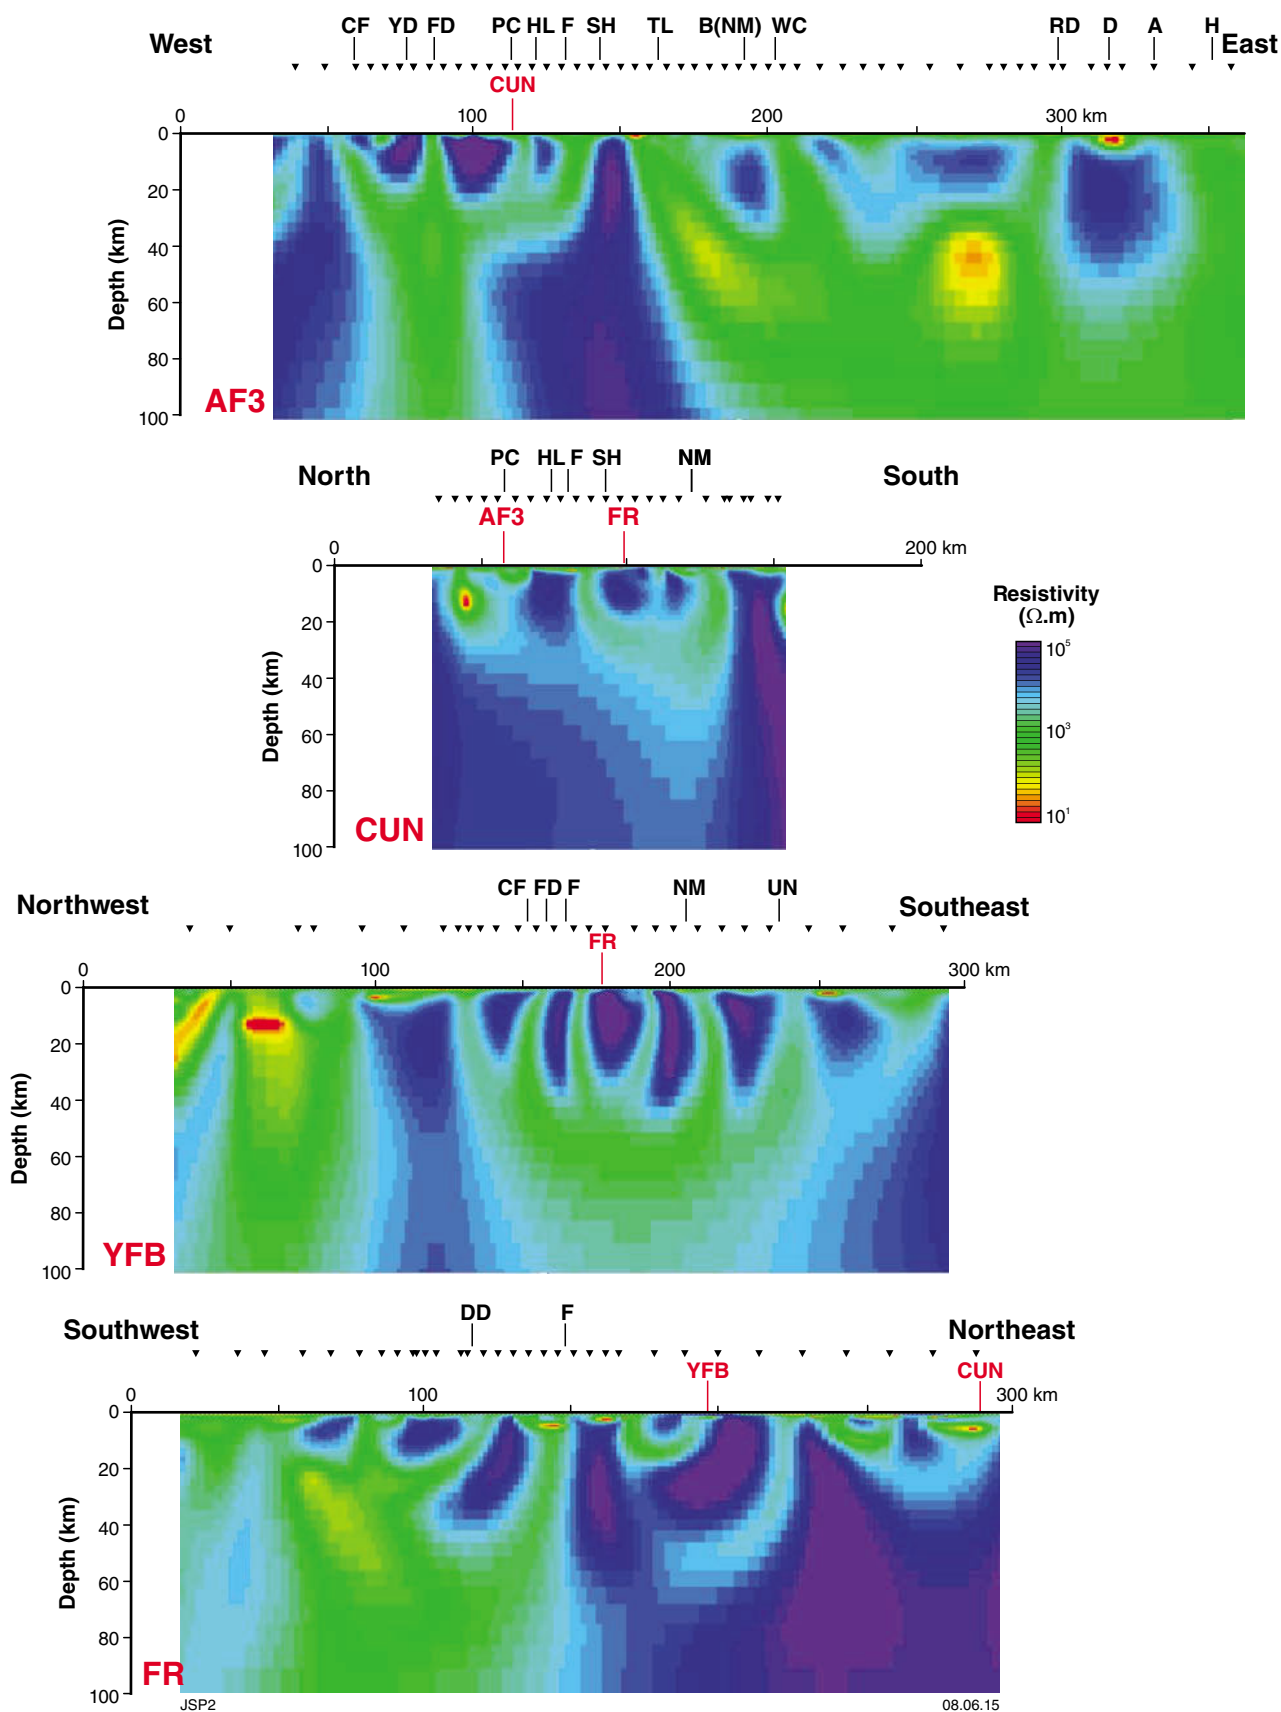 CF YD FD PC HL F SH TL B(NM) WC RD D A H
West East
CUN
0 100 200 300 km
0
20
40
60
80
100
Depth (km)
AF3
PC HL F SH NM
North South
AF3 FR
0 200 km
0
20
40
60
80
100
Depth (km)
CUN
Resistivity
(Ω.m)
10⁵
10³
10¹
CF FD F NM UN
Northwest Southeast
FR
0 100 200 300 km
0
20
40
60
80
100
Depth (km)
YFB
DD F
Southwest Northeast
YFB CUN
0 100 300 km
0
20
40
60
80
100
Depth (km)
FR
JSP2 08.06.15